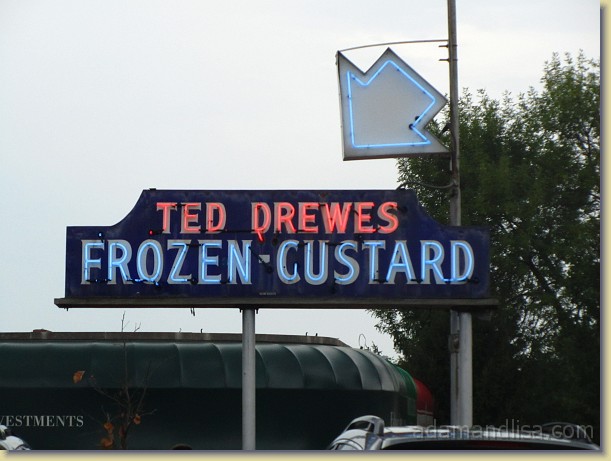 TED DREWES
FROZEN-CUSTARD
VESTMENTS
adamandlisa.com